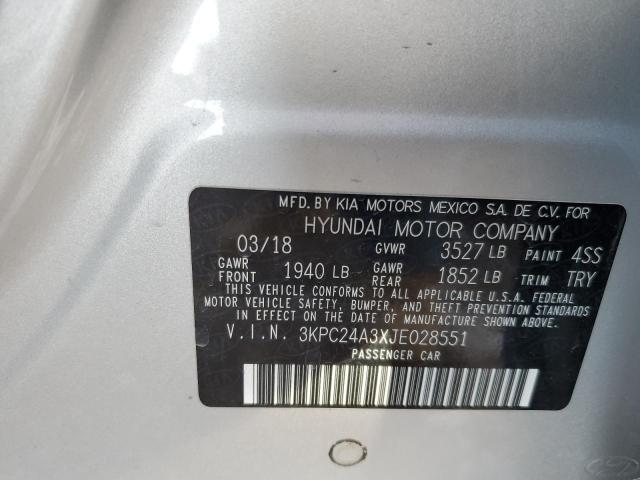 MFD. BY KIA MOTORS MEXICO S.A. DE C.V. FOR
HYUNDAI MOTOR COMPANY
03/18 GVWR 3527 LB PAINT 4SS
GAWR FRONT 1940 LB GAWR REAR 1852 LB TRIM TRY
THIS VEHICLE CONFORMS TO ALL APPLICABLE U.S.A. FEDERAL
MOTOR VEHICLE SAFETY, BUMPER, AND THEFT PREVENTION STANDARDS
IN EFFECT ON THE DATE OF MANUFACTURE SHOWN ABOVE.
V.I.N. 3KPC24A3XJE028551
PASSENGER CAR